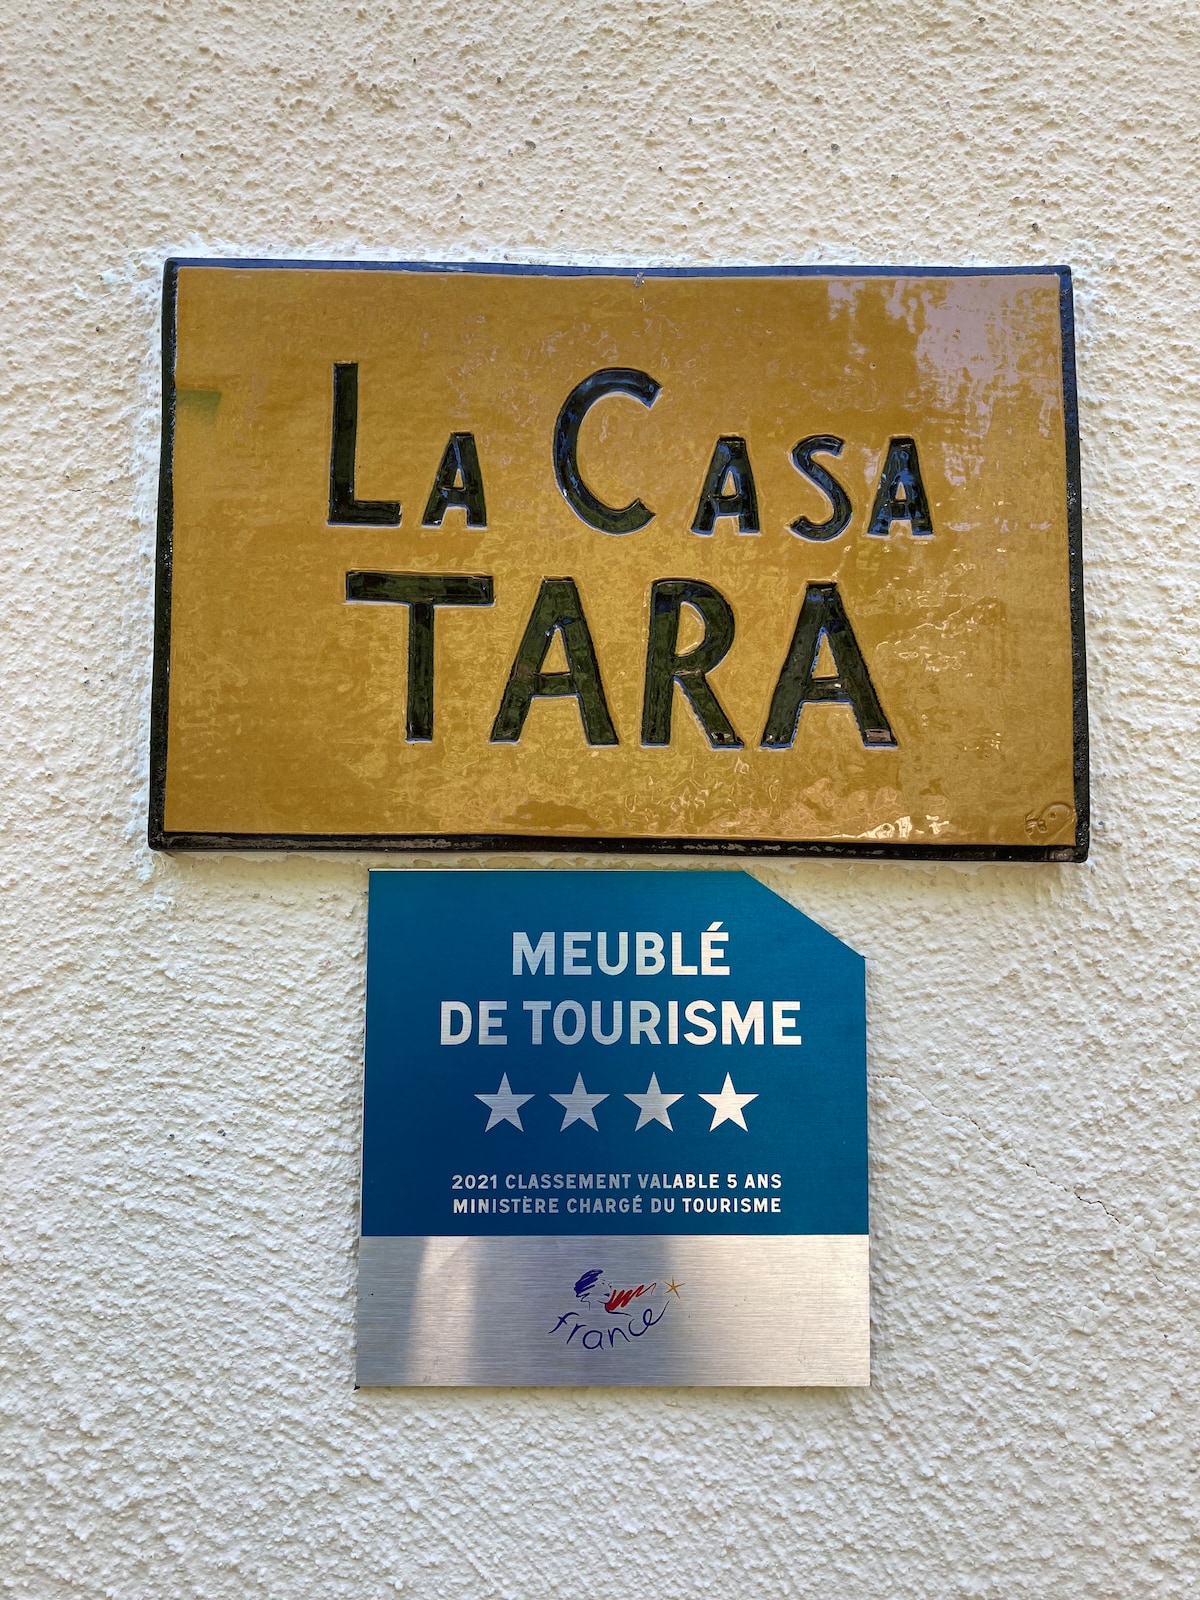 LA CASA
TARA
MEUBLÉ
DE TOURISME
2021 CLASSEMENT VALABLE 5 ANS
MINISTÈRE CHARGÉ DU TOURISME
france